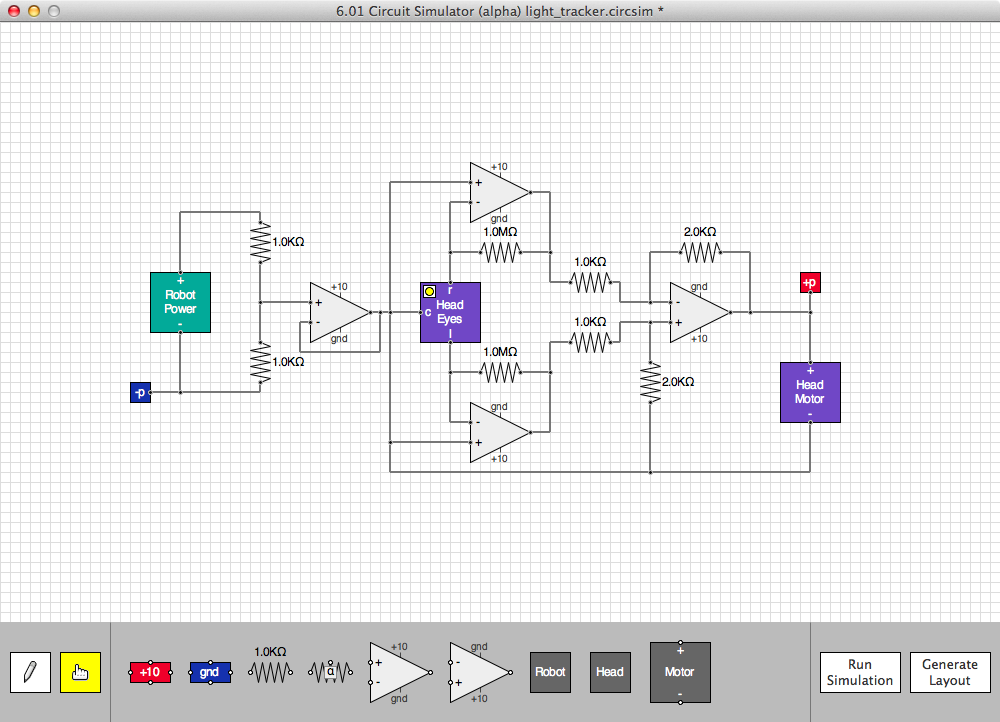 6.01 Circuit Simulator (alpha) light_tracker.circsim *
+10
+
-
gnd
1.0MΩ
2.0KΩ
1.0KΩ
1.0KΩ
+
Robot
Power
-
+10
+
-
gnd
r
c
Head
Eyes
l
1.0KΩ
gnd
-
+
+10
+p
1.0KΩ
1.0MΩ
2.0KΩ
-p
+
Head
Motor
-
gnd
-
+
+10
1.0KΩ
+10
gnd
α
+10
+
-
gnd
gnd
-
+
+10
Robot
Head
+
Motor
-
Run
Simulation
Generate
Layout